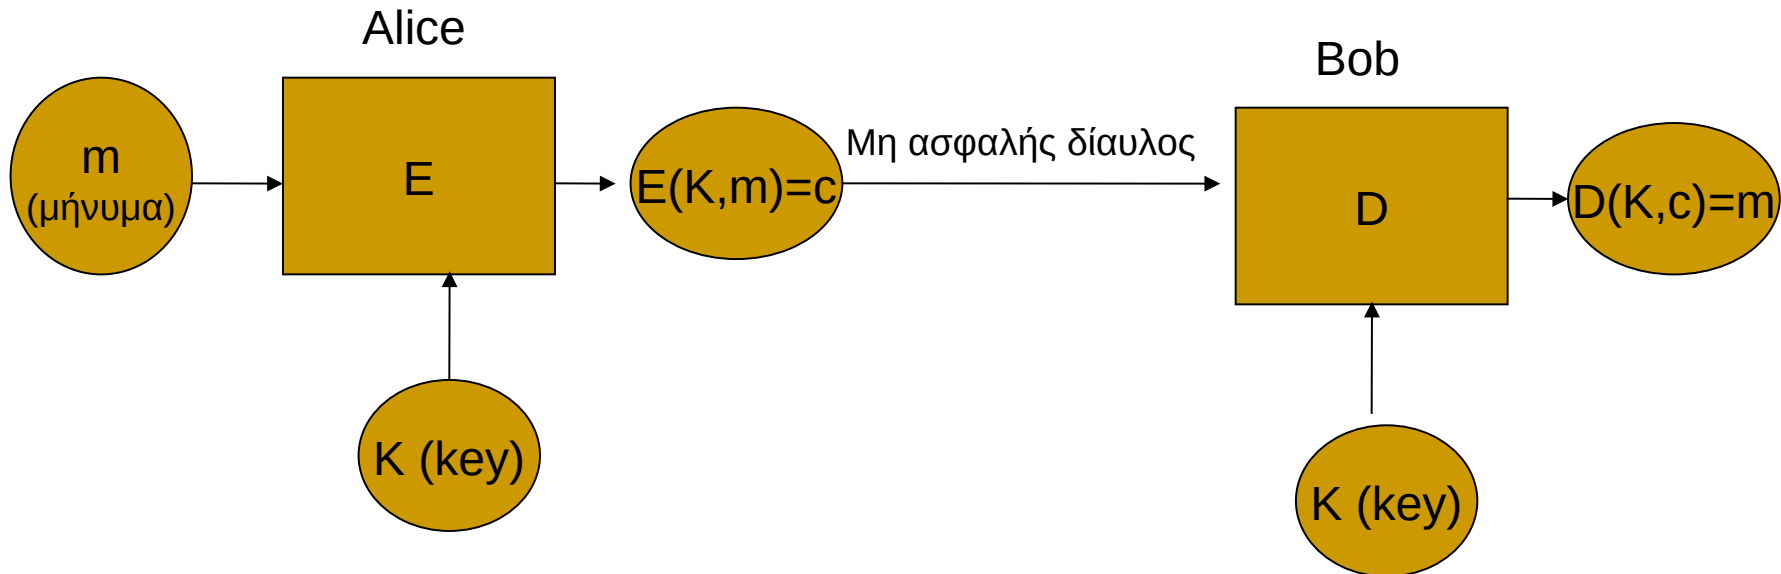 Alice
Bob
m
(μήνυμα)
E
E(K,m)=c
Μη ασφαλής δίαυλος
D
D(K,c)=m
K (key)
K (key)